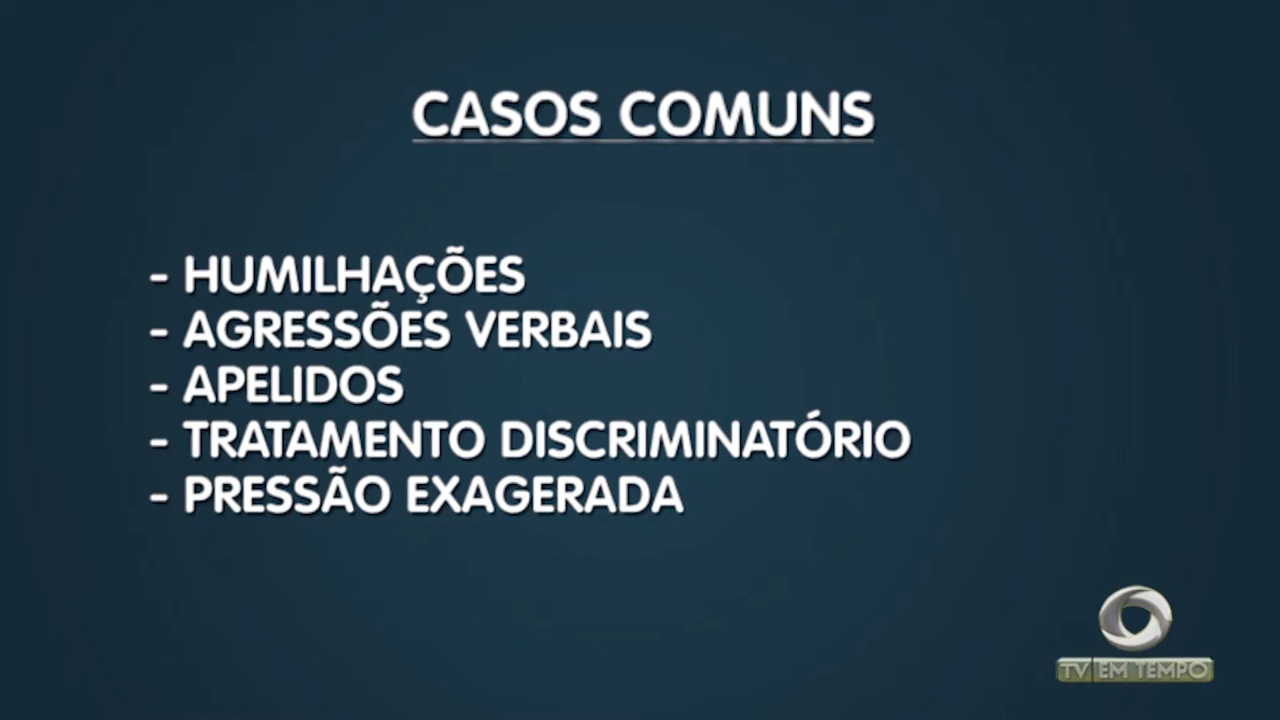 CASOS COMUNS
- HUMILHAÇÕES
- AGRESSÕES VERBAIS
- APELIDOS
- TRATAMENTO DISCRIMINATÓRIO
- PRESSÃO EXAGERADA
TV EM TEMPO